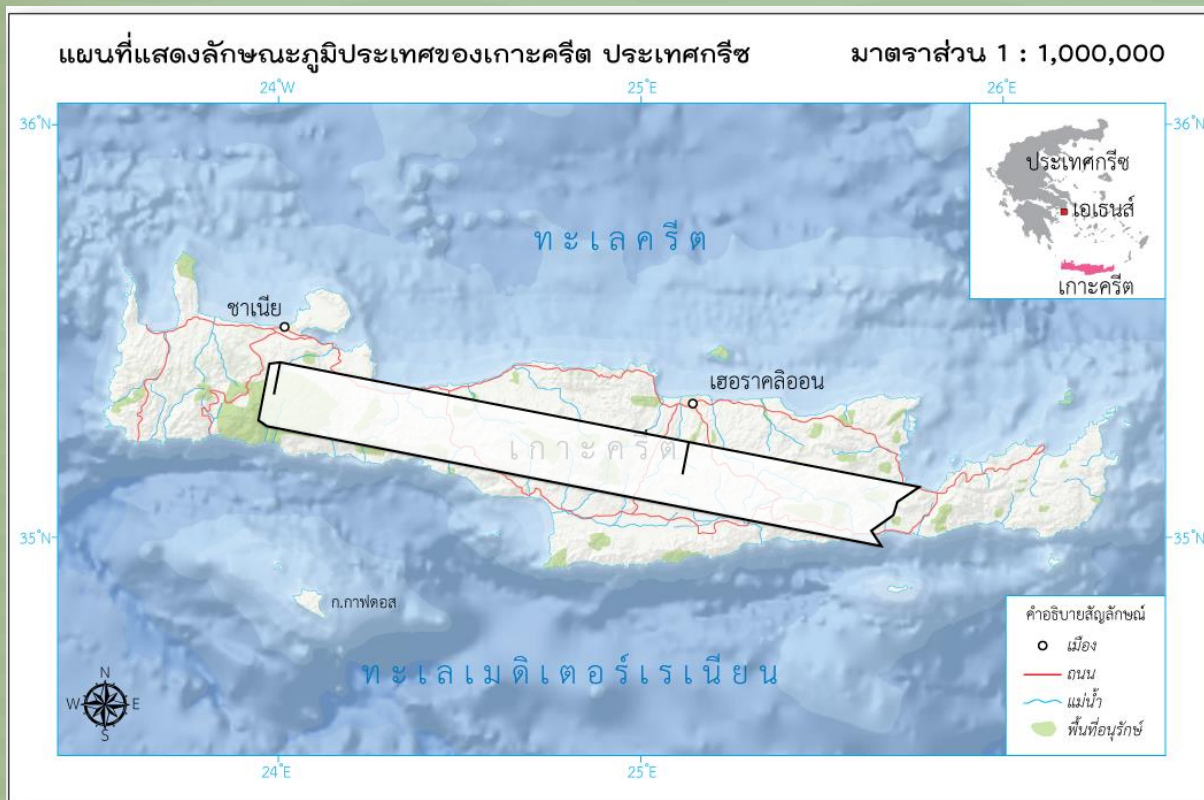 แผนที่แสดงลักษณะภูมิประเทศของเกาะครีต ประเทศกรีซ
มาตราส่วน 1 : 1,000,000
24°W
25°E
26°E
36°N
36°N
ประเทศกรีซ
เอเธนส์
เกาะครีต
ทะเลครีต
ชาเนีย
เฮอราคลิออน
เกาะครีต
35°N
35°N
ก.กาฟดอส
ทะเลเมดิเตอร์เรเนียน
N
W
E
S
คำอธิบายสัญลักษณ์
เมือง
ถนน
แม่น้ำ
พื้นที่อนุรักษ์
24°E
25°E